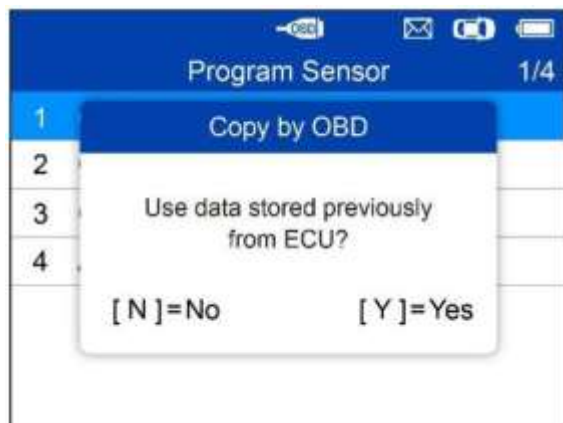 OBD
Program Sensor 1/4
1
Copy by OBD
2
3
Use data stored previously
from ECU?
4
[ N ]=No [ Y ]=Yes